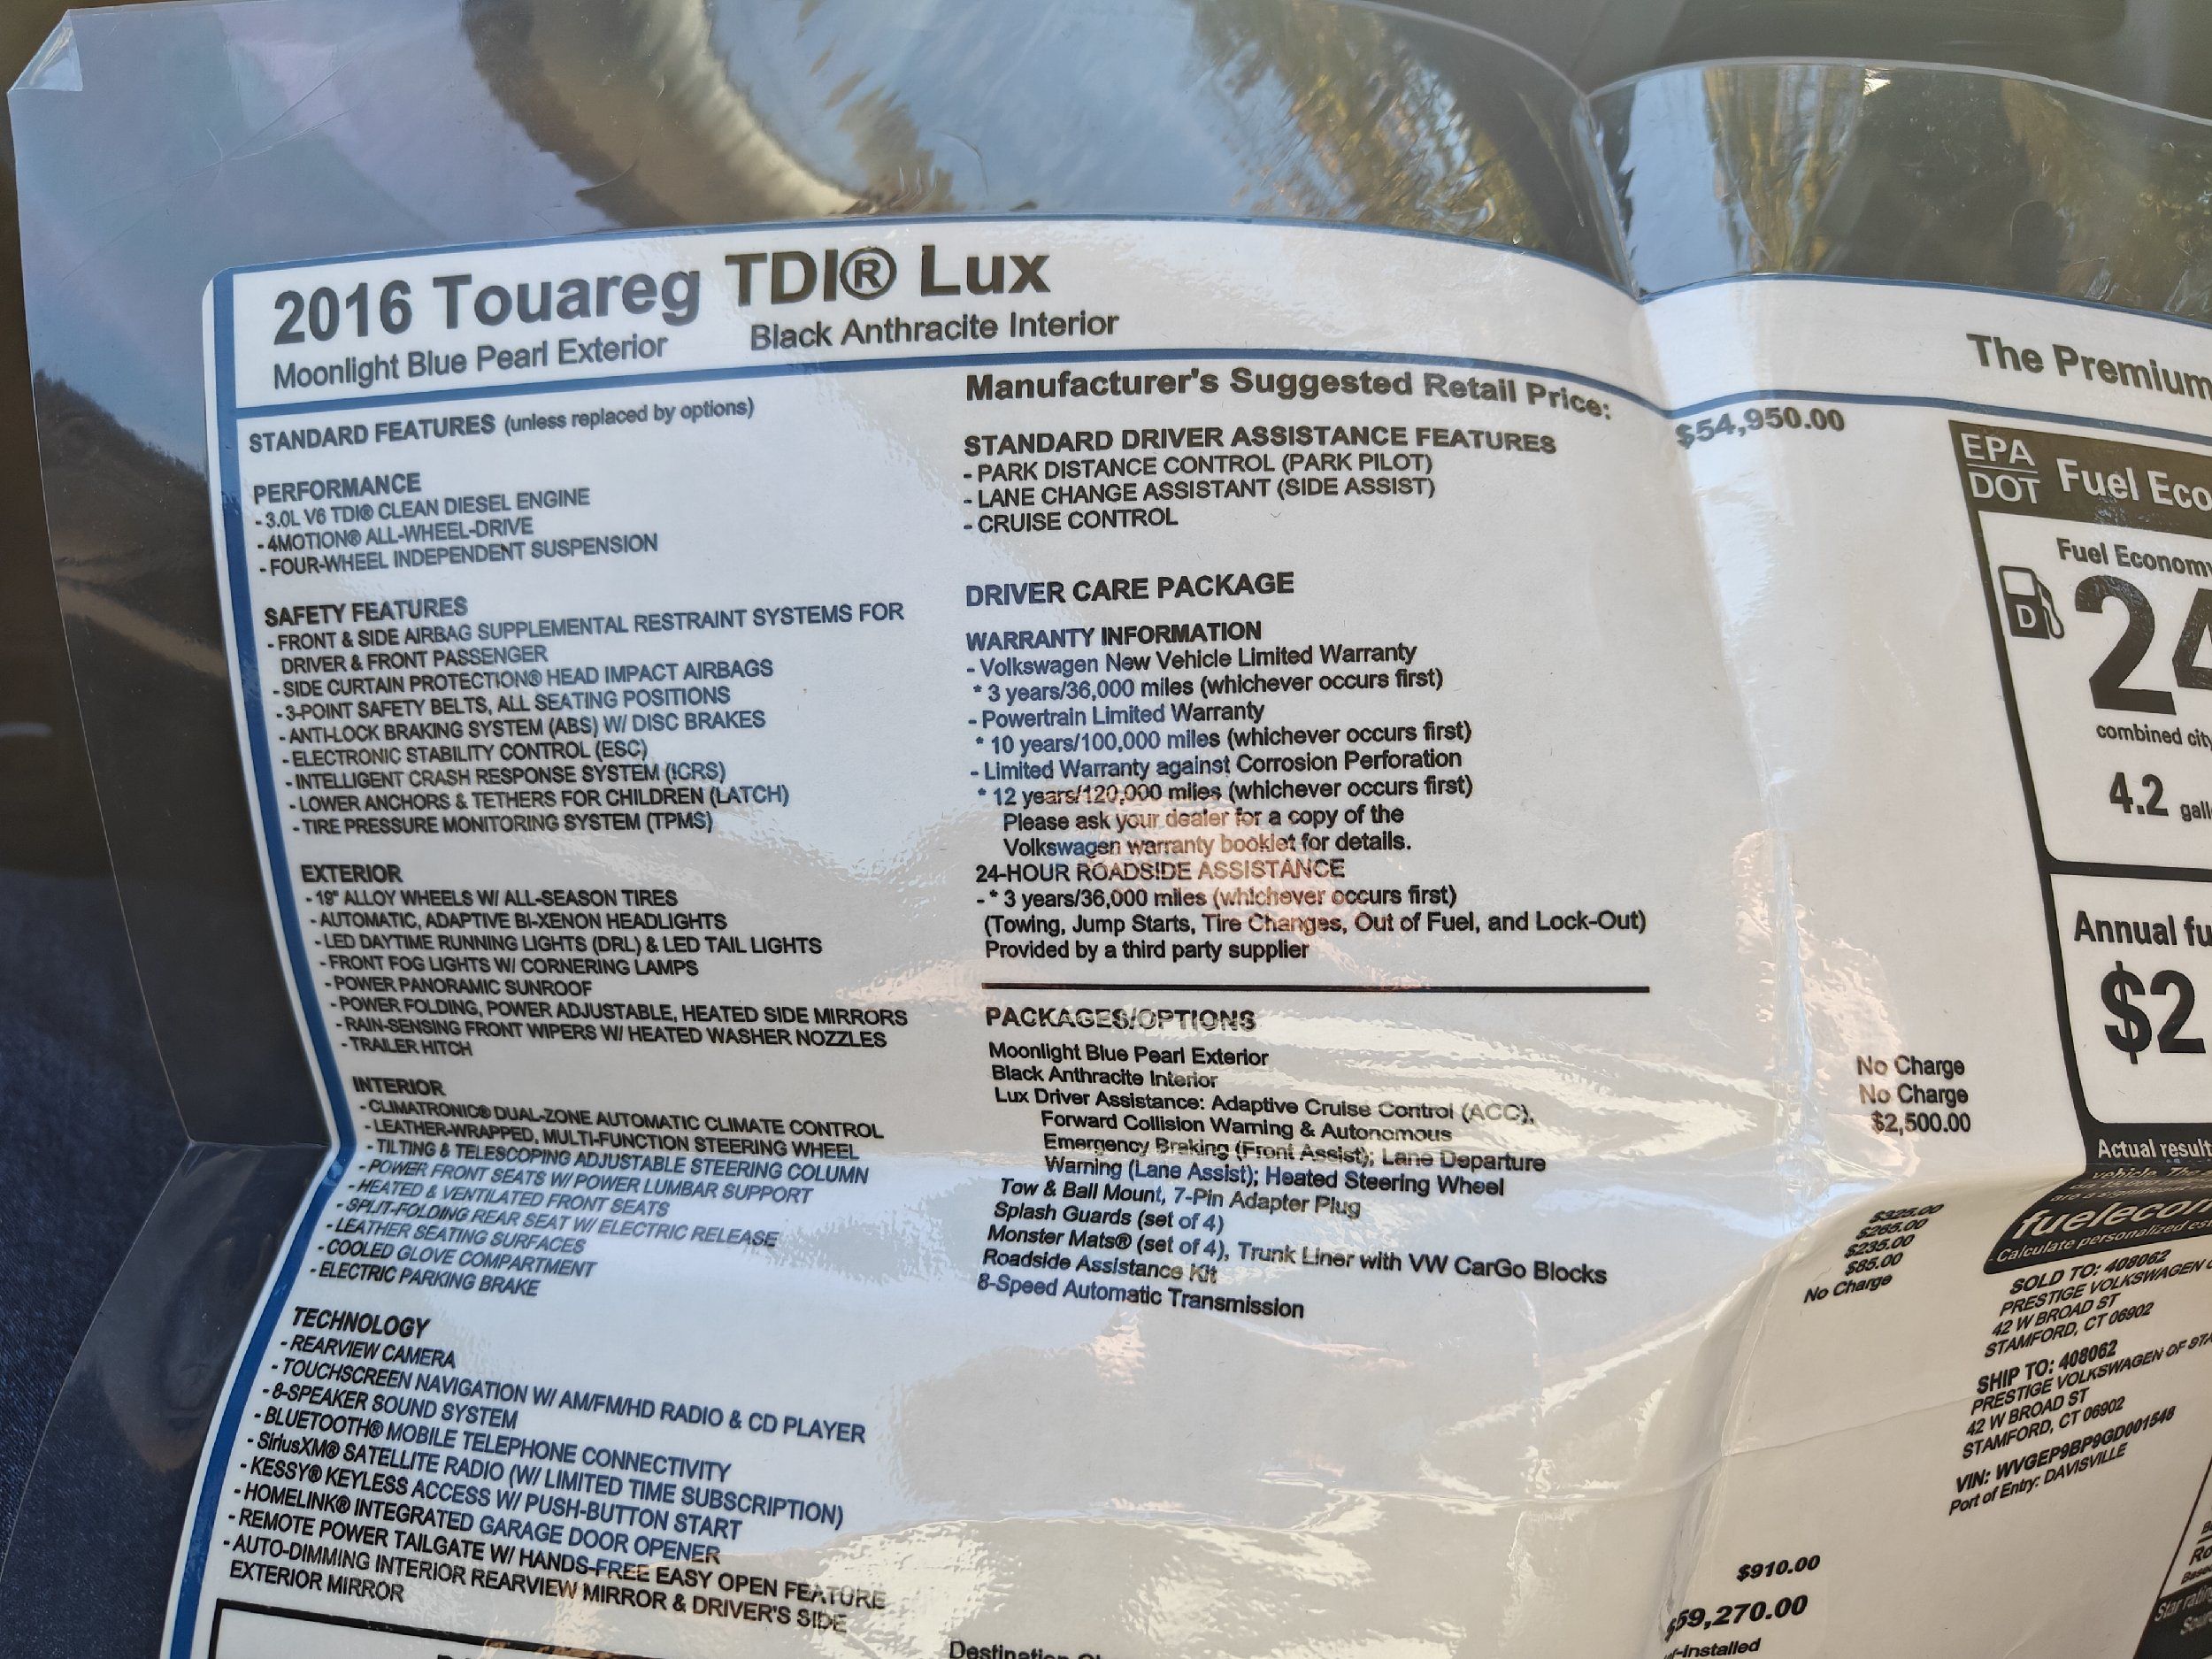 2016 Touareg TDI® Lux
Moonlight Blue Pearl Exterior Black Anthracite Interior
STANDARD FEATURES (unless replaced by options)
PERFORMANCE
- 3.0L V6 TDI® CLEAN DIESEL ENGINE
- 4MOTION® ALL-WHEEL-DRIVE
- FOUR-WHEEL INDEPENDENT SUSPENSION
SAFETY FEATURES
- FRONT & SIDE AIRBAG SUPPLEMENTAL RESTRAINT SYSTEMS FOR
DRIVER & FRONT PASSENGER
- SIDE CURTAIN PROTECTION® HEAD IMPACT AIRBAGS
- 3-POINT SAFETY BELTS, ALL SEATING POSITIONS
- ANTI-LOCK BRAKING SYSTEM (ABS) W/ DISC BRAKES
- ELECTRONIC STABILITY CONTROL (ESC)
- INTELLIGENT CRASH RESPONSE SYSTEM (ICRS)
- LOWER ANCHORS & TETHERS FOR CHILDREN (LATCH)
- TIRE PRESSURE MONITORING SYSTEM (TPMS)
EXTERIOR
- 19" ALLOY WHEELS W/ ALL-SEASON TIRES
- AUTOMATIC, ADAPTIVE BI-XENON HEADLIGHTS
- LED DAYTIME RUNNING LIGHTS (DRL) & LED TAIL LIGHTS
- FRONT FOG LIGHTS W/ CORNERING LAMPS
- POWER PANORAMIC SUNROOF
- POWER FOLDING, POWER ADJUSTABLE, HEATED SIDE MIRRORS
- RAIN-SENSING FRONT WIPERS W/ HEATED WASHER NOZZLES
- TRAILER HITCH
INTERIOR
- CLIMATRONIC® DUAL-ZONE AUTOMATIC CLIMATE CONTROL
- LEATHER-WRAPPED, MULTI-FUNCTION STEERING WHEEL
- TILTING & TELESCOPING ADJUSTABLE STEERING COLUMN
- POWER FRONT SEATS W/ POWER LUMBAR SUPPORT
- HEATED & VENTILATED FRONT SEATS
- SPLIT-FOLDING REAR SEAT W/ ELECTRIC RELEASE
- LEATHER SEATING SURFACES
- COOLED GLOVE COMPARTMENT
- ELECTRIC PARKING BRAKE
TECHNOLOGY
- REARVIEW CAMERA
- TOUCHSCREEN NAVIGATION W/ AM/FM/HD RADIO & CD PLAYER
- 8-SPEAKER SOUND SYSTEM
- BLUETOOTH® MOBILE TELEPHONE CONNECTIVITY
- SiriusXM® SATELLITE RADIO (W/ LIMITED TIME SUBSCRIPTION)
- KESSY® KEYLESS ACCESS W/ PUSH-BUTTON START
- HOMELINK® INTEGRATED GARAGE DOOR OPENER
- REMOTE POWER TAILGATE W/ HANDS-FREE EASY OPEN FEATURE
- AUTO-DIMMING INTERIOR REARVIEW MIRROR & DRIVER'S SIDE
EXTERIOR MIRROR
Manufacturer's Suggested Retail Price: $54,950.00
STANDARD DRIVER ASSISTANCE FEATURES
- PARK DISTANCE CONTROL (PARK PILOT)
- LANE CHANGE ASSISTANT (SIDE ASSIST)
- CRUISE CONTROL
DRIVER CARE PACKAGE
WARRANTY INFORMATION
- Volkswagen New Vehicle Limited Warranty
* 3 years/36,000 miles (whichever occurs first)
- Powertrain Limited Warranty
* 10 years/100,000 miles (whichever occurs first)
- Limited Warranty against Corrosion Perforation
* 12 years/120,000 miles (whichever occurs first)
Please ask your dealer for a copy of the
Volkswagen warranty booklet for details.
24-HOUR ROADSIDE ASSISTANCE
- * 3 years/36,000 miles (whichever occurs first)
(Towing, Jump Starts, Tire Changes, Out of Fuel, and Lock-Out)
Provided by a third party supplier
PACKAGES/OPTIONS
Moonlight Blue Pearl Exterior No Charge
Black Anthracite Interior No Charge
Lux Driver Assistance: Adaptive Cruise Control (ACC), $2,500.00
Forward Collision Warning & Autonomous
Emergency Braking (Front Assist); Lane Departure
Warning (Lane Assist); Heated Steering Wheel
Tow & Ball Mount, 7-Pin Adapter Plug $325.00
Splash Guards (set of 4) $265.00
Monster Mats® (set of 4), Trunk Liner with VW CarGo Blocks $235.00
Roadside Assistance Kit $85.00
8-Speed Automatic Transmission No Charge
$910.00
$59,270.00
-Installed
Destination
The Premium
EPA
DOT
Fuel Eco
Fuel Economy
D
24
combined city
4.2
Annual fu
$2
Actual result
vehicle.
fuelecon
Calculate personalized es
SOLD TO: 408062
PRESTIGE VOLKSWAGEN
42 W BROAD ST
STAMFORD, CT 06902
SHIP TO: 408062
PRESTIGE VOLKSWAGEN OF STA
42 W BROAD ST
STAMFORD, CT 06902
VIN: WVGEP9BP9GD001548
Port of Entry: DAVISVILLE
Star